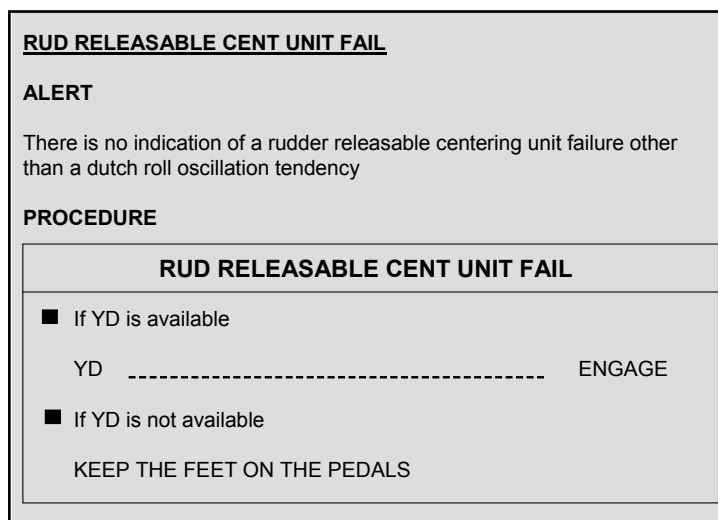 RUD RELEASABLE CENT UNIT FAIL
ALERT
There is no indication of a rudder releasable centering unit failure other
than a dutch roll oscillation tendency
PROCEDURE
RUD RELEASABLE CENT UNIT FAIL
■ If YD is available
YD ---------------------------------------- ENGAGE
■ If YD is not available
KEEP THE FEET ON THE PEDALS